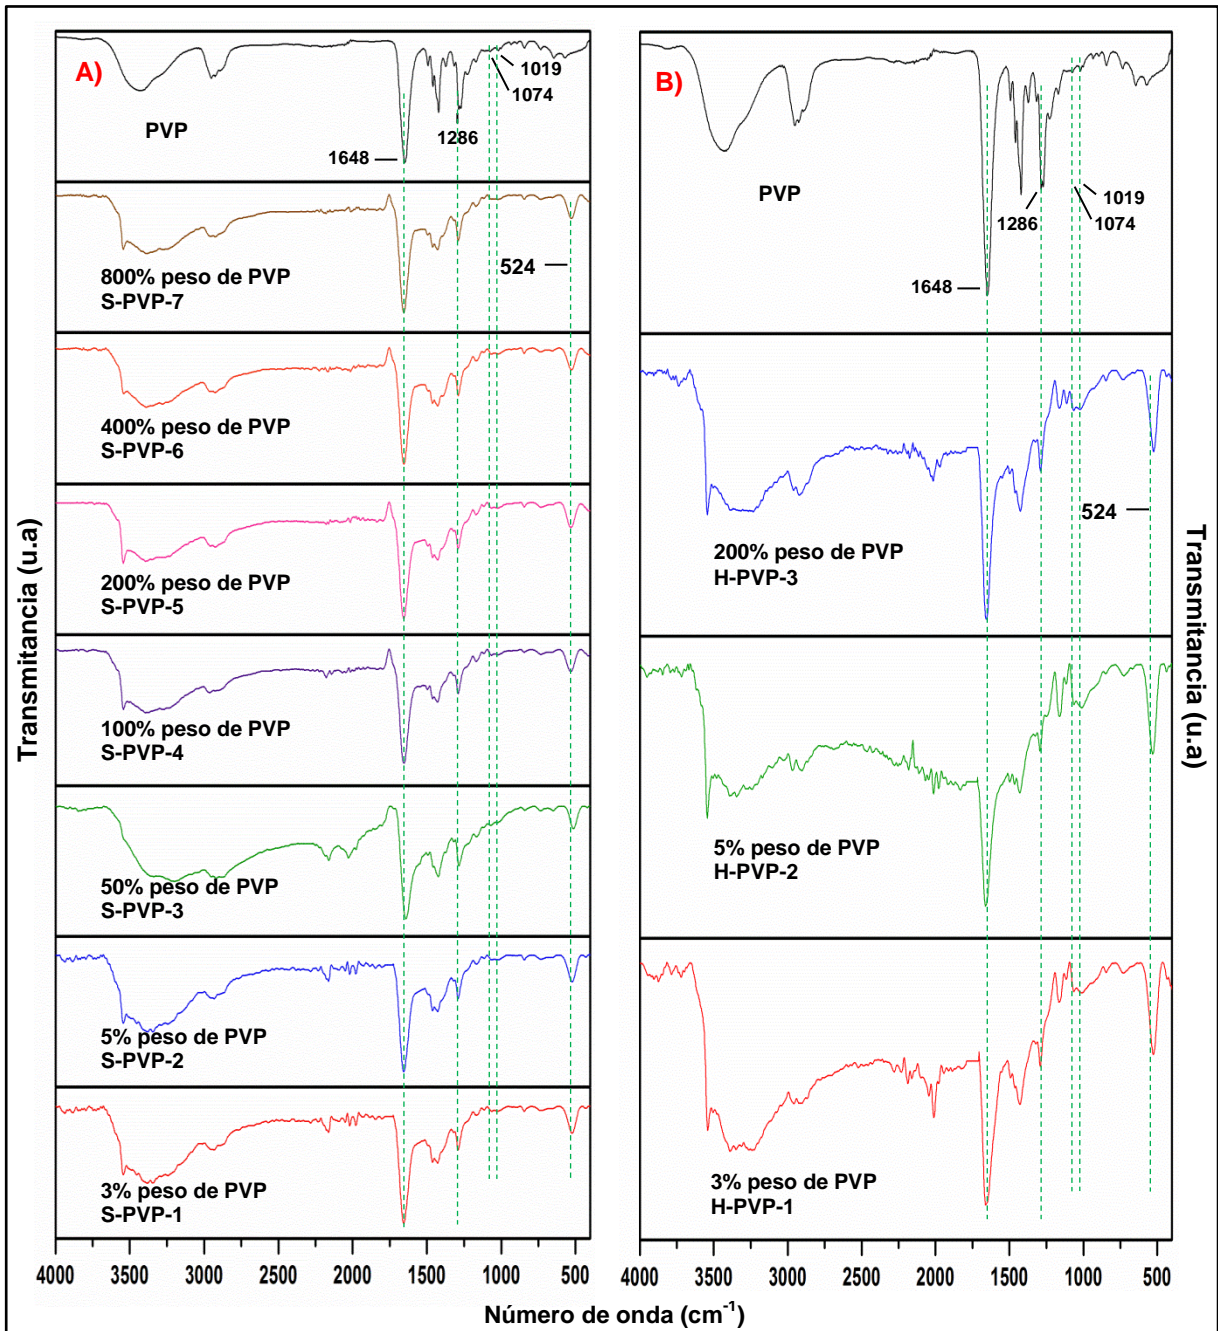 A)
1019
1074
PVP
1286
1648
800% peso de PVP
S-PVP-7
524
400% peso de PVP
S-PVP-6
200% peso de PVP
S-PVP-5
100% peso de PVP
S-PVP-4
50% peso de PVP
S-PVP-3
5% peso de PVP
S-PVP-2
3% peso de PVP
S-PVP-1
4000 3500 3000 2500 2000 1500 1000 500
Transmitancia (u.a)
B)
PVP
1019
1286
1074
1648
524
200% peso de PVP
H-PVP-3
5% peso de PVP
H-PVP-2
3% peso de PVP
H-PVP-1
4000 3500 3000 2500 2000 1500 1000 500
Transmitancia (u.a)
Número de onda (cm⁻¹)